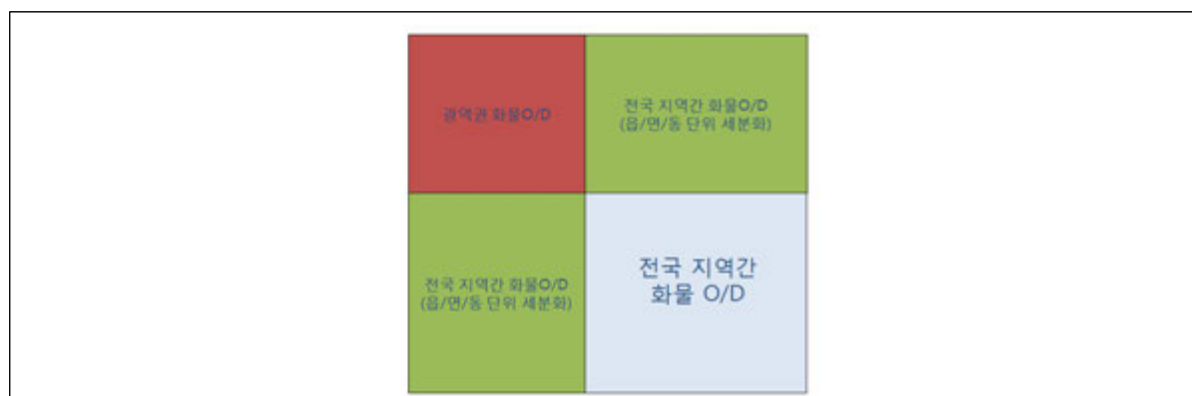 광역권 화물O/D
전국 지역간 화물O/D
(읍/면/동 단위 세분화)
전국 지역간 화물O/D
(읍/면/동 단위 세분화)
전국 지역간
화물 O/D